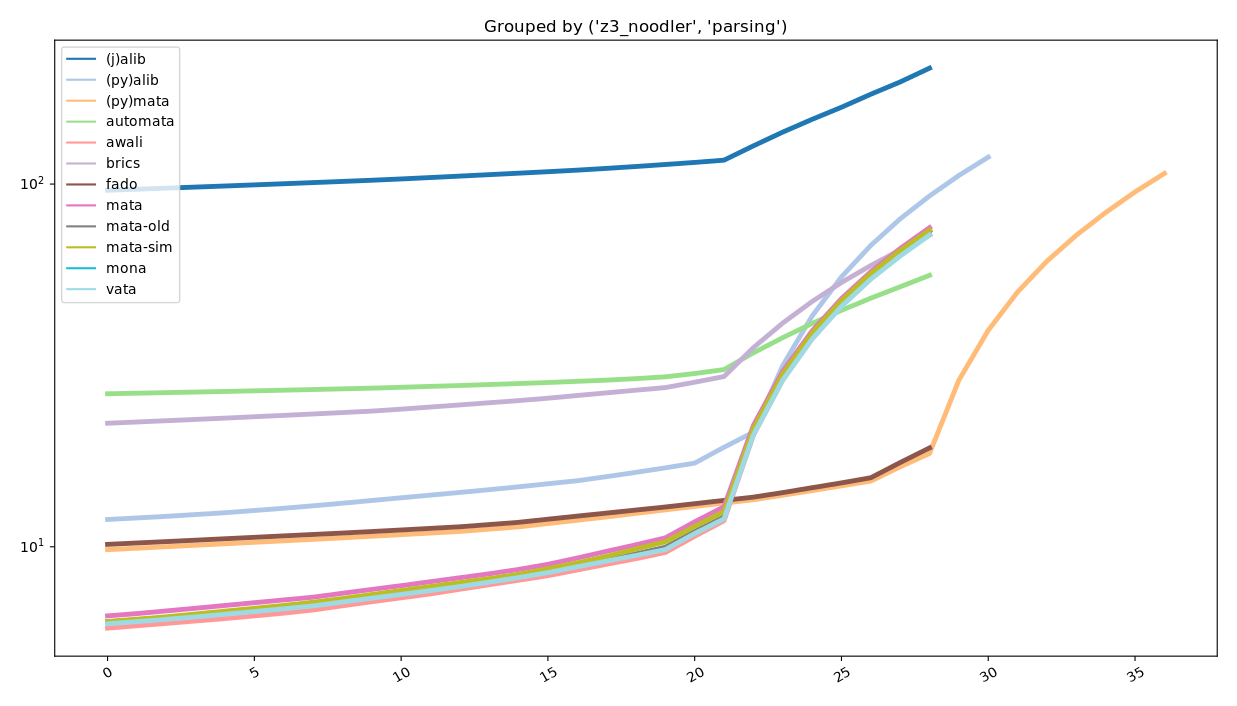 Grouped by ('z3_noodler', 'parsing')
(j)alib
(py)alib
(py)mata
automata
awali
brics
fado
mata
mata-old
mata-sim
mona
vata
10²
10¹
0 5 10 15 20 25 30 35